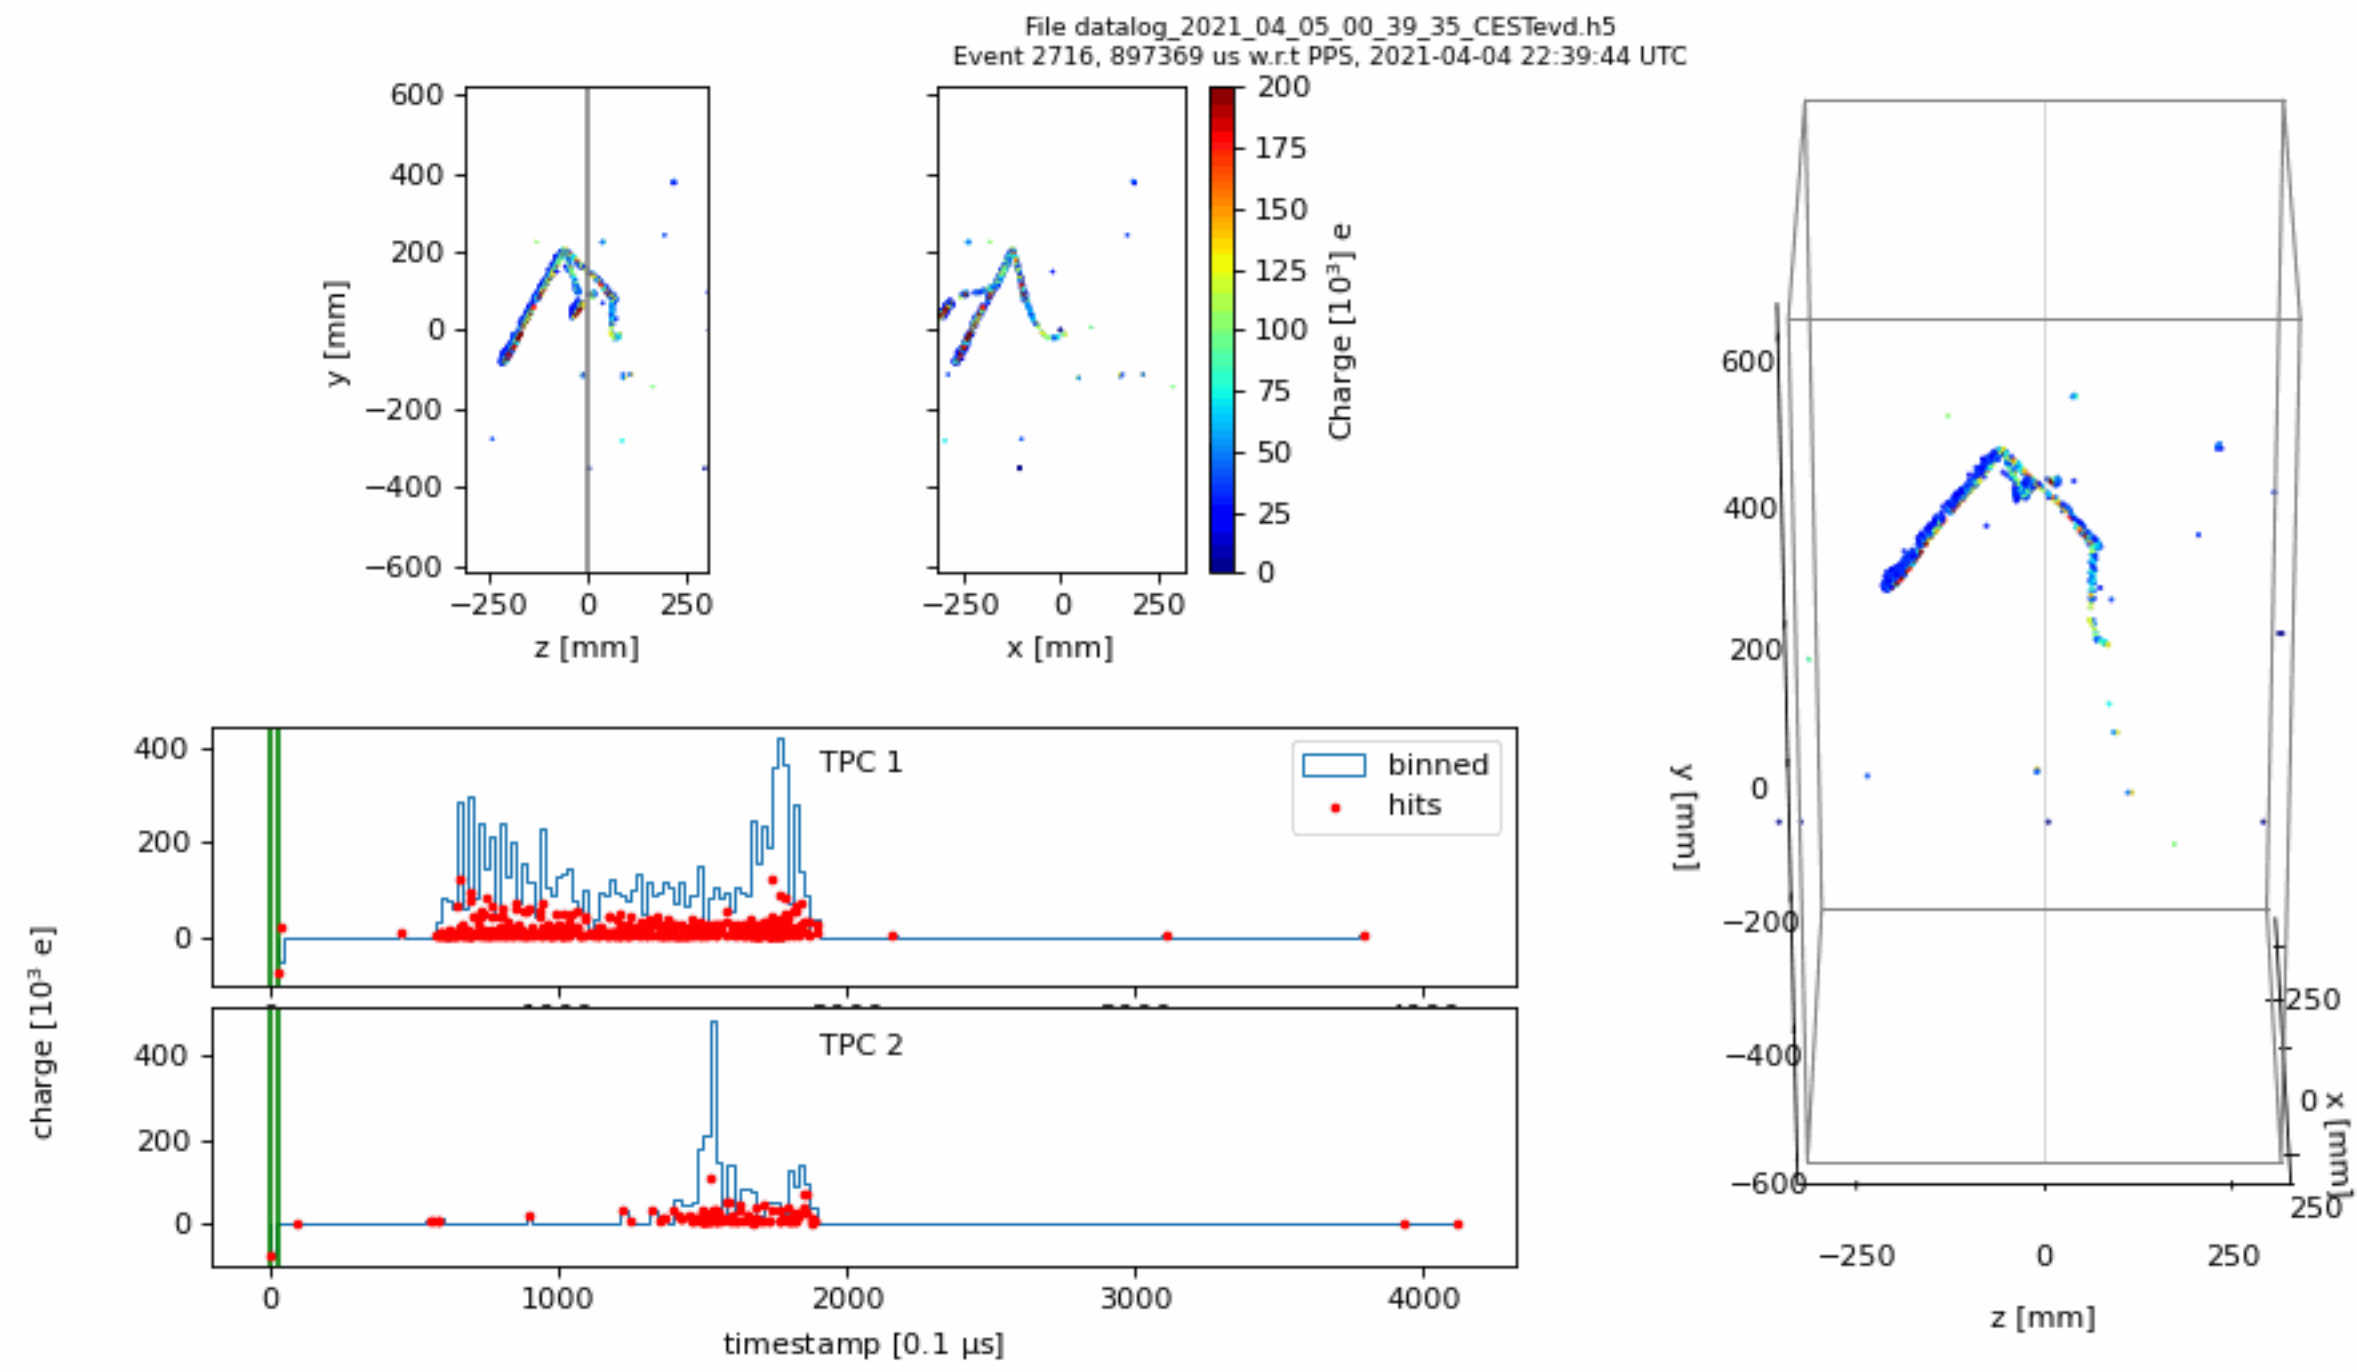 File datalog_2021_04_05_00_39_35_CESTevd.h5
Event 2716, 897369 us w.r.t PPS, 2021-04-04 22:39:44 UTC
600
400
200
0
−200
−400
−600
y [mm]
−250 0 250
z [mm]
−250 0 250
x [mm]
200
175
150
125
100
75
50
25
0
Charge [10³] e
600
400
200
0
−200
−400
−600
y [mm]
−250 0 250
z [mm]
250
0
250
x [mm]
TPC 1
binned
hits
400
200
0
TPC 2
400
200
0
charge [10³ e]
0 1000 2000 3000 4000
timestamp [0.1 μs]